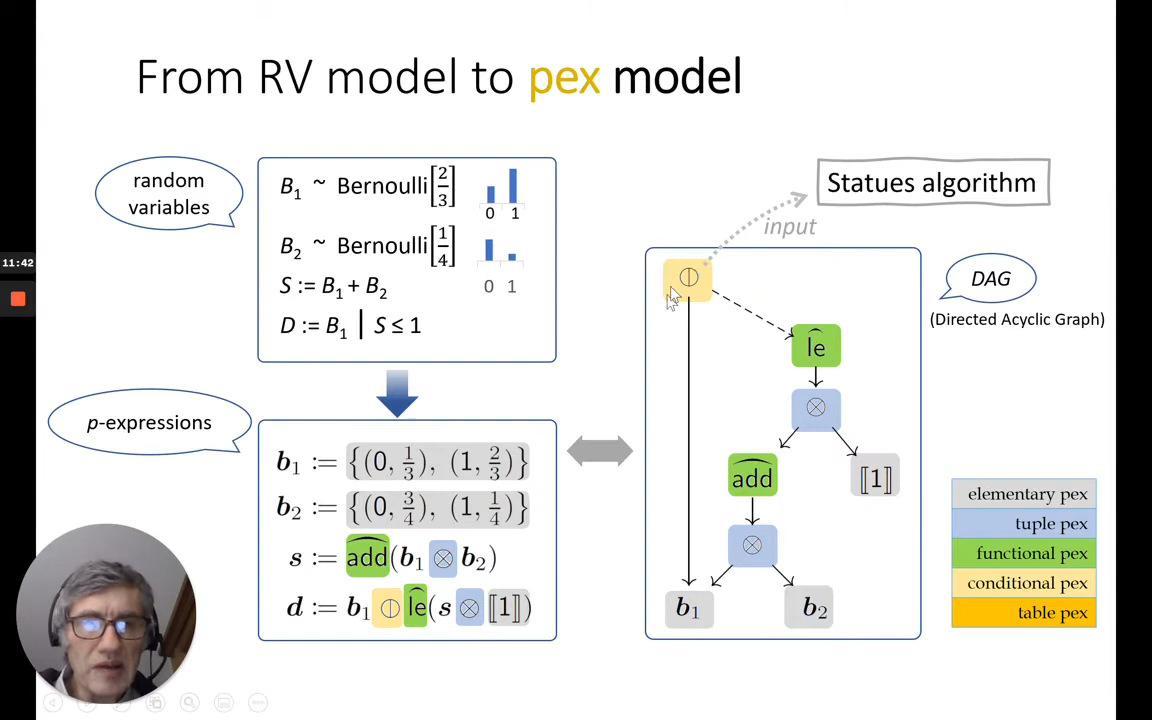 From RV model to pex model
random
variables
B₁ ~ Bernoulli[2/3]
0 1
B₂ ~ Bernoulli[1/4]
0 1
S := B₁ + B₂
D := B₁ | S ≤ 1
11:42
p-expressions
b₁ := {(0, 1/3), (1, 2/3)}
b₂ := {(0, 3/4), (1, 1/4)}
s := add(b₁ ⊗ b₂)
d := b₁ ⦶ le(s ⊗ ⟦1⟧)
Statues algorithm
input
DAG
(Directed Acyclic Graph)
⦶
le
⊗
add
⟦1⟧
⊗
b₁
b₂
elementary pex
tuple pex
functional pex
conditional pex
table pex